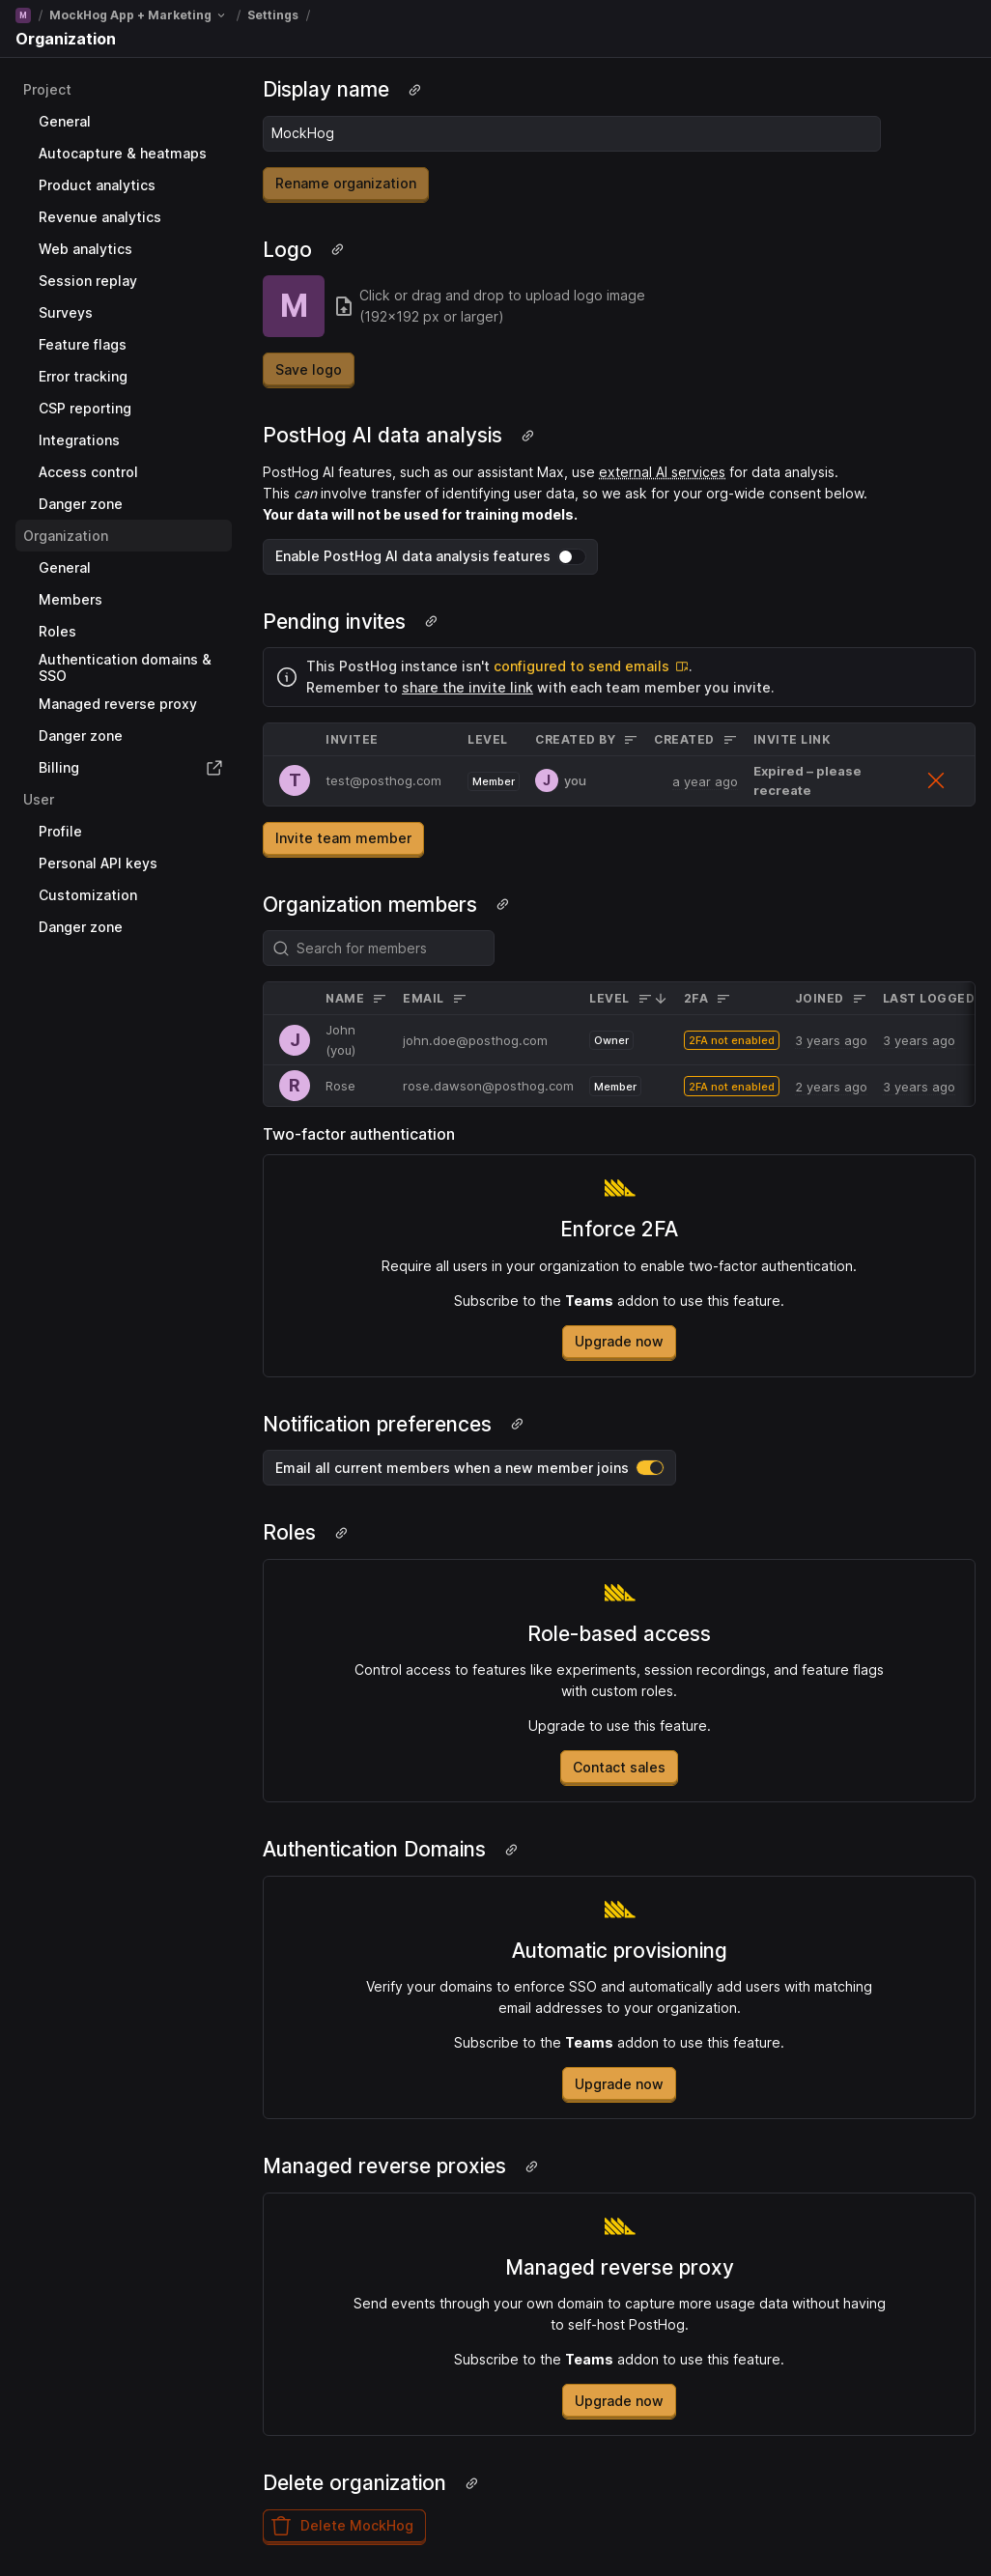 M / MockHog App + Marketing / Settings /
Organization
Project
General
Autocapture & heatmaps
Product analytics
Revenue analytics
Web analytics
Session replay
Surveys
Feature flags
Error tracking
CSP reporting
Integrations
Access control
Danger zone
Organization
General
Members
Roles
Authentication domains &
SSO
Managed reverse proxy
Danger zone
Billing
User
Profile
Personal API keys
Customization
Danger zone
Display name
MockHog
Rename organization
Logo
M
Click or drag and drop to upload logo image
(192x192 px or larger)
Save logo
PostHog AI data analysis
PostHog AI features, such as our assistant Max, use external AI services for data analysis.
This can involve transfer of identifying user data, so we ask for your org-wide consent below.
Your data will not be used for training models.
Enable PostHog AI data analysis features
Pending invites
This PostHog instance isn't configured to send emails.
Remember to share the invite link with each team member you invite.
INVITEE LEVEL CREATED BY CREATED INVITE LINK
T test@posthog.com Member J you a year ago Expired – please
recreate
Invite team member
Organization members
Search for members
NAME EMAIL LEVEL 2FA JOINED LAST LOGGED
J John
(you) john.doe@posthog.com Owner 2FA not enabled 3 years ago 3 years ago
R Rose rose.dawson@posthog.com Member 2FA not enabled 2 years ago 3 years ago
Two-factor authentication
Enforce 2FA
Require all users in your organization to enable two-factor authentication.
Subscribe to the Teams addon to use this feature.
Upgrade now
Notification preferences
Email all current members when a new member joins
Roles
Role-based access
Control access to features like experiments, session recordings, and feature flags
with custom roles.
Upgrade to use this feature.
Contact sales
Authentication Domains
Automatic provisioning
Verify your domains to enforce SSO and automatically add users with matching
email addresses to your organization.
Subscribe to the Teams addon to use this feature.
Upgrade now
Managed reverse proxies
Managed reverse proxy
Send events through your own domain to capture more usage data without having
to self-host PostHog.
Subscribe to the Teams addon to use this feature.
Upgrade now
Delete organization
Delete MockHog